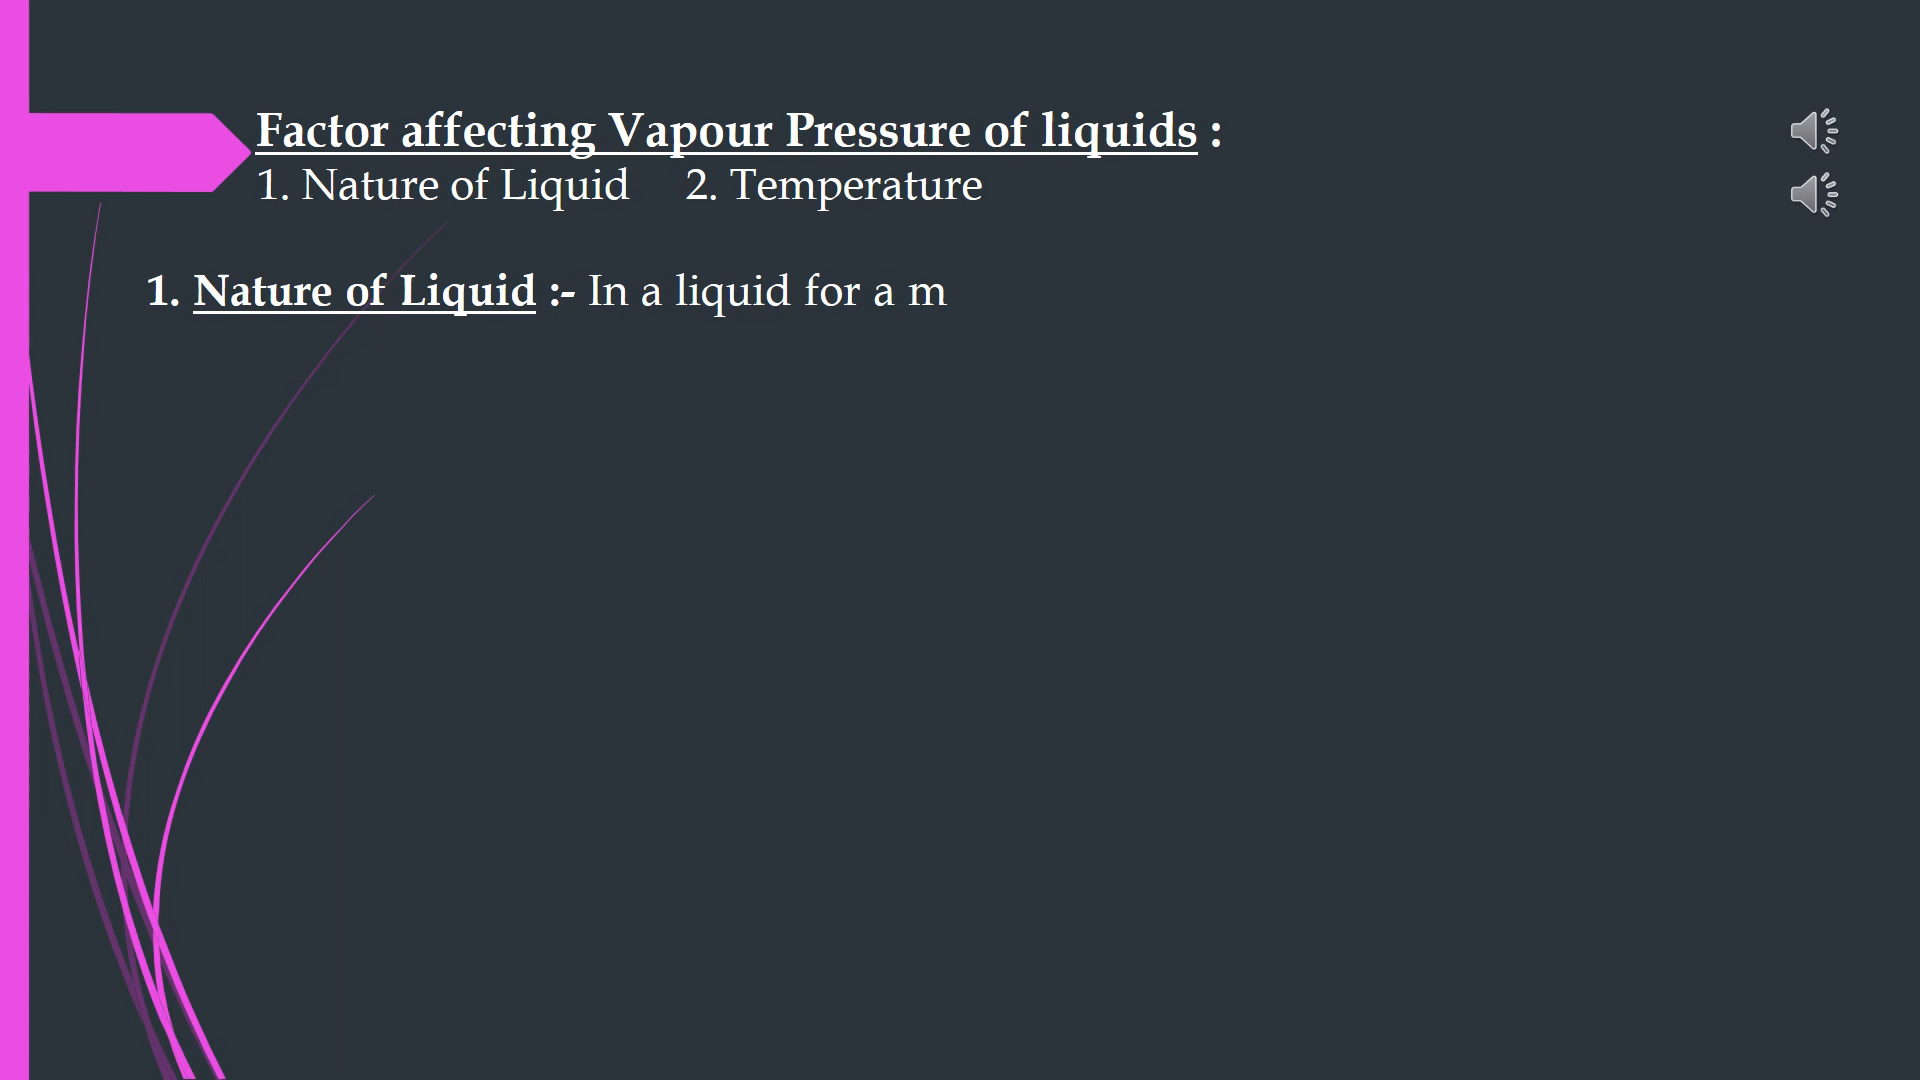 Factor affecting Vapour Pressure of liquids :
1. Nature of Liquid 2. Temperature
1. Nature of Liquid :- In a liquid for a m